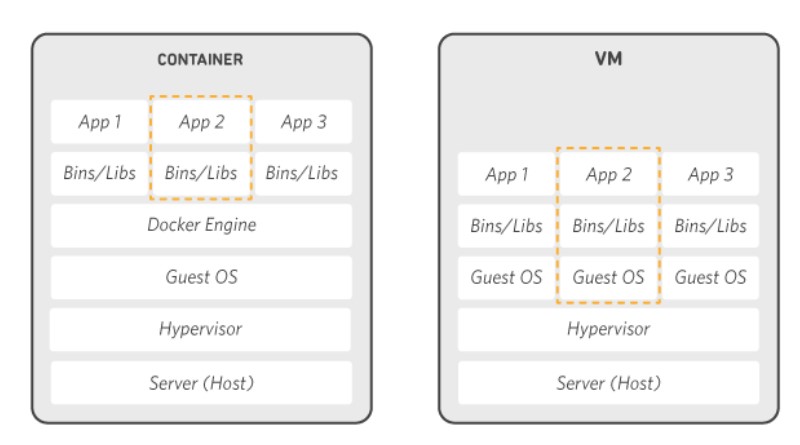 CONTAINER
App 1 App 2 App 3
Bins/Libs Bins/Libs Bins/Libs
Docker Engine
Guest OS
Hypervisor
Server (Host)
VM
App 1 App 2 App 3
Bins/Libs Bins/Libs Bins/Libs
Guest OS Guest OS Guest OS
Hypervisor
Server (Host)